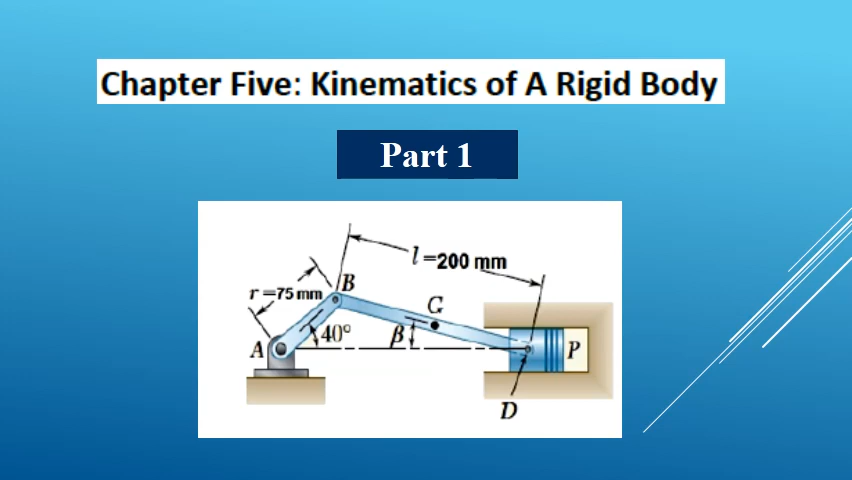 Chapter Five: Kinematics of A Rigid Body
Part 1
l=200 mm
r=75 mm
B
G
A
40°
β
P
D